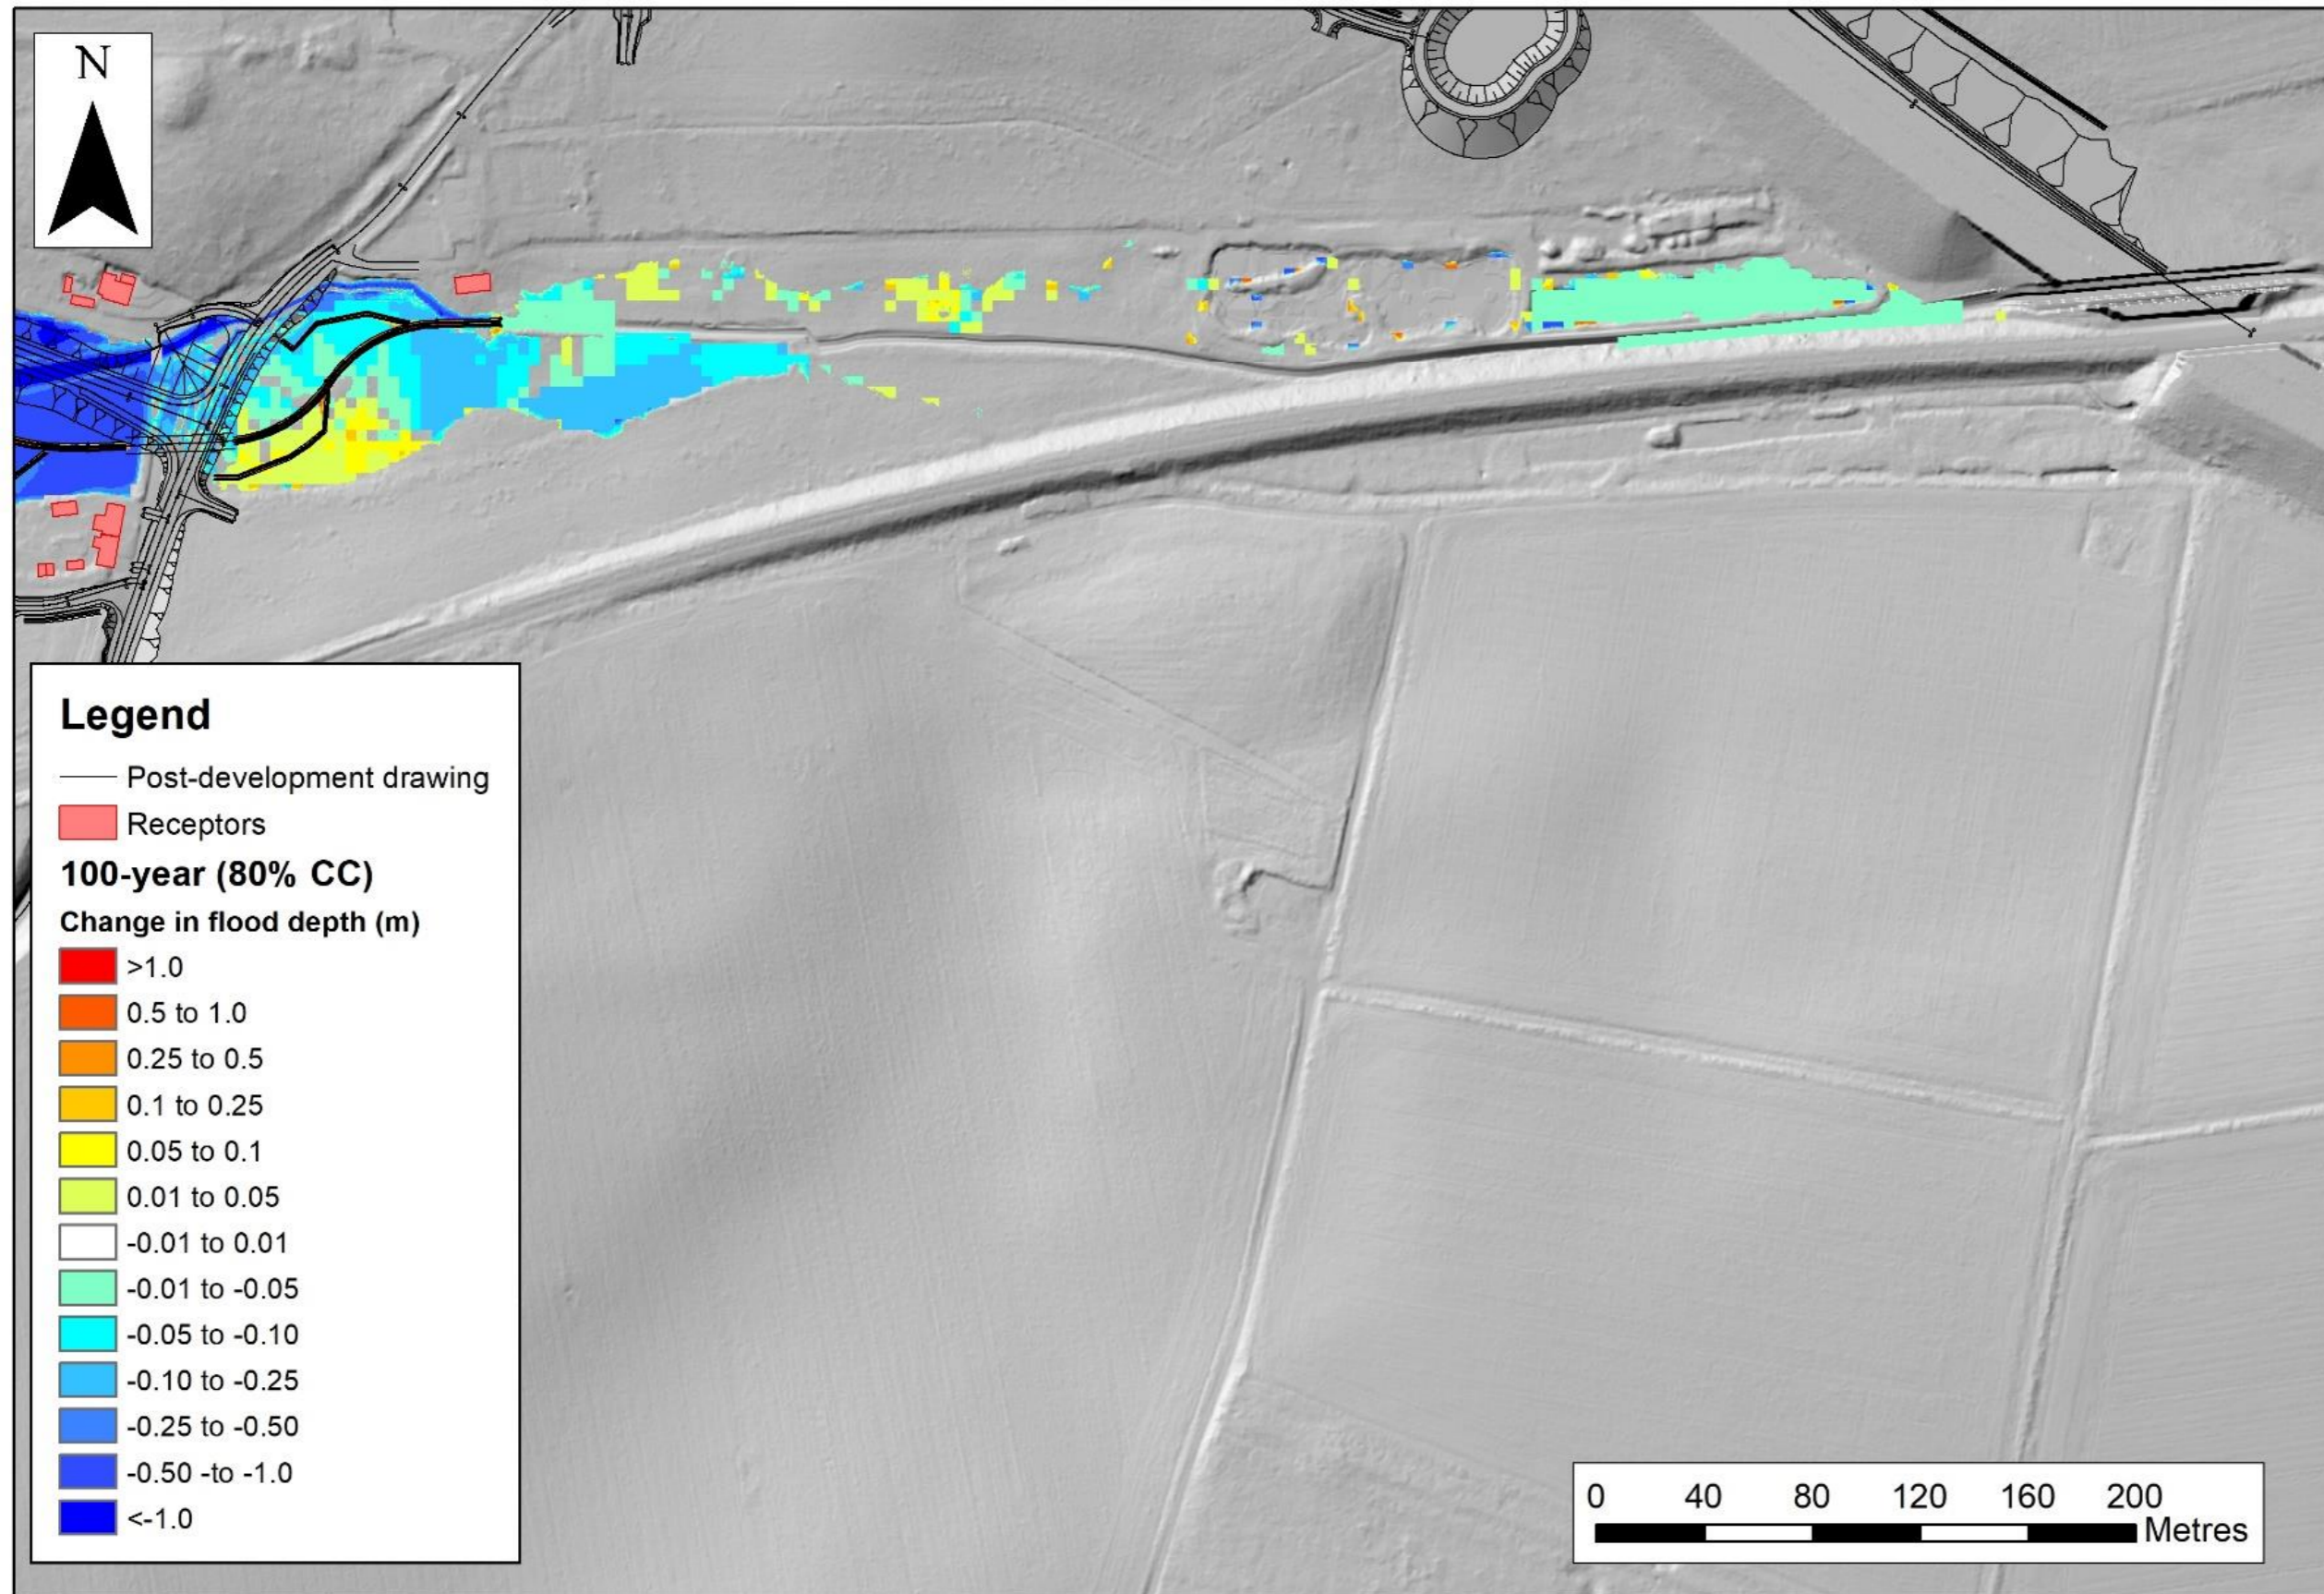 N
Legend
Post-development drawing
Receptors
100-year (80% CC)
Change in flood depth (m)
>1.0
0.5 to 1.0
0.25 to 0.5
0.1 to 0.25
0.05 to 0.1
0.01 to 0.05
-0.01 to 0.01
-0.01 to -0.05
-0.05 to -0.10
-0.10 to -0.25
-0.25 to -0.50
-0.50 -to -1.0
<-1.0
0 40 80 120 160 200
Metres